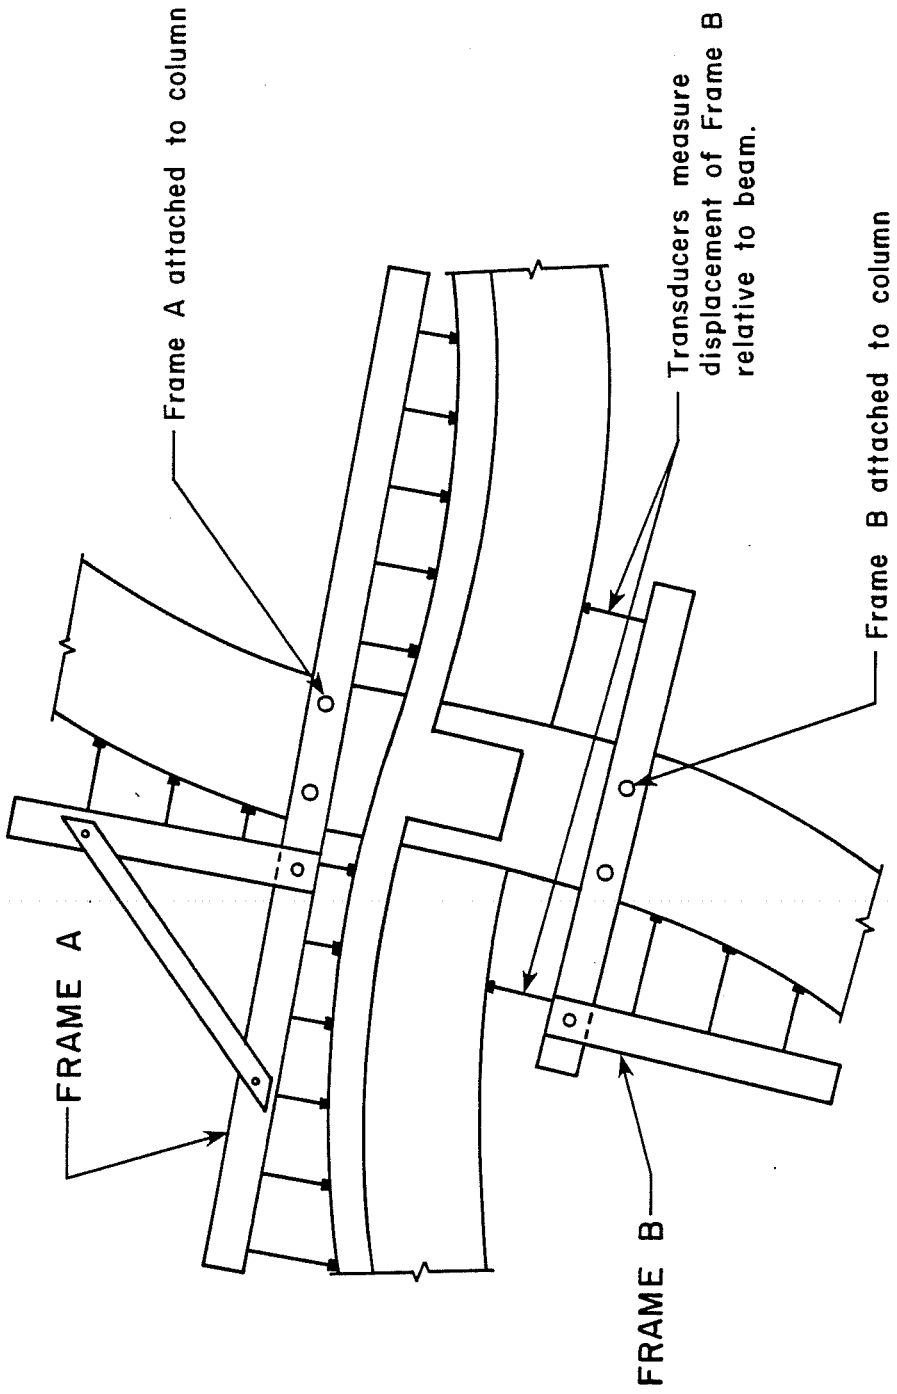 FRAME A
Frame A attached to column
Transducers measure
displacement of Frame B
relative to beam.
FRAME B
Frame B attached to column